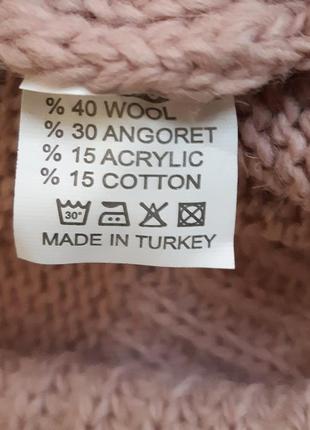 % 40 WOOL
% 30 ANGORET
% 15 ACRYLIC
% 15 COTTON
30°
MADE IN TURKEY